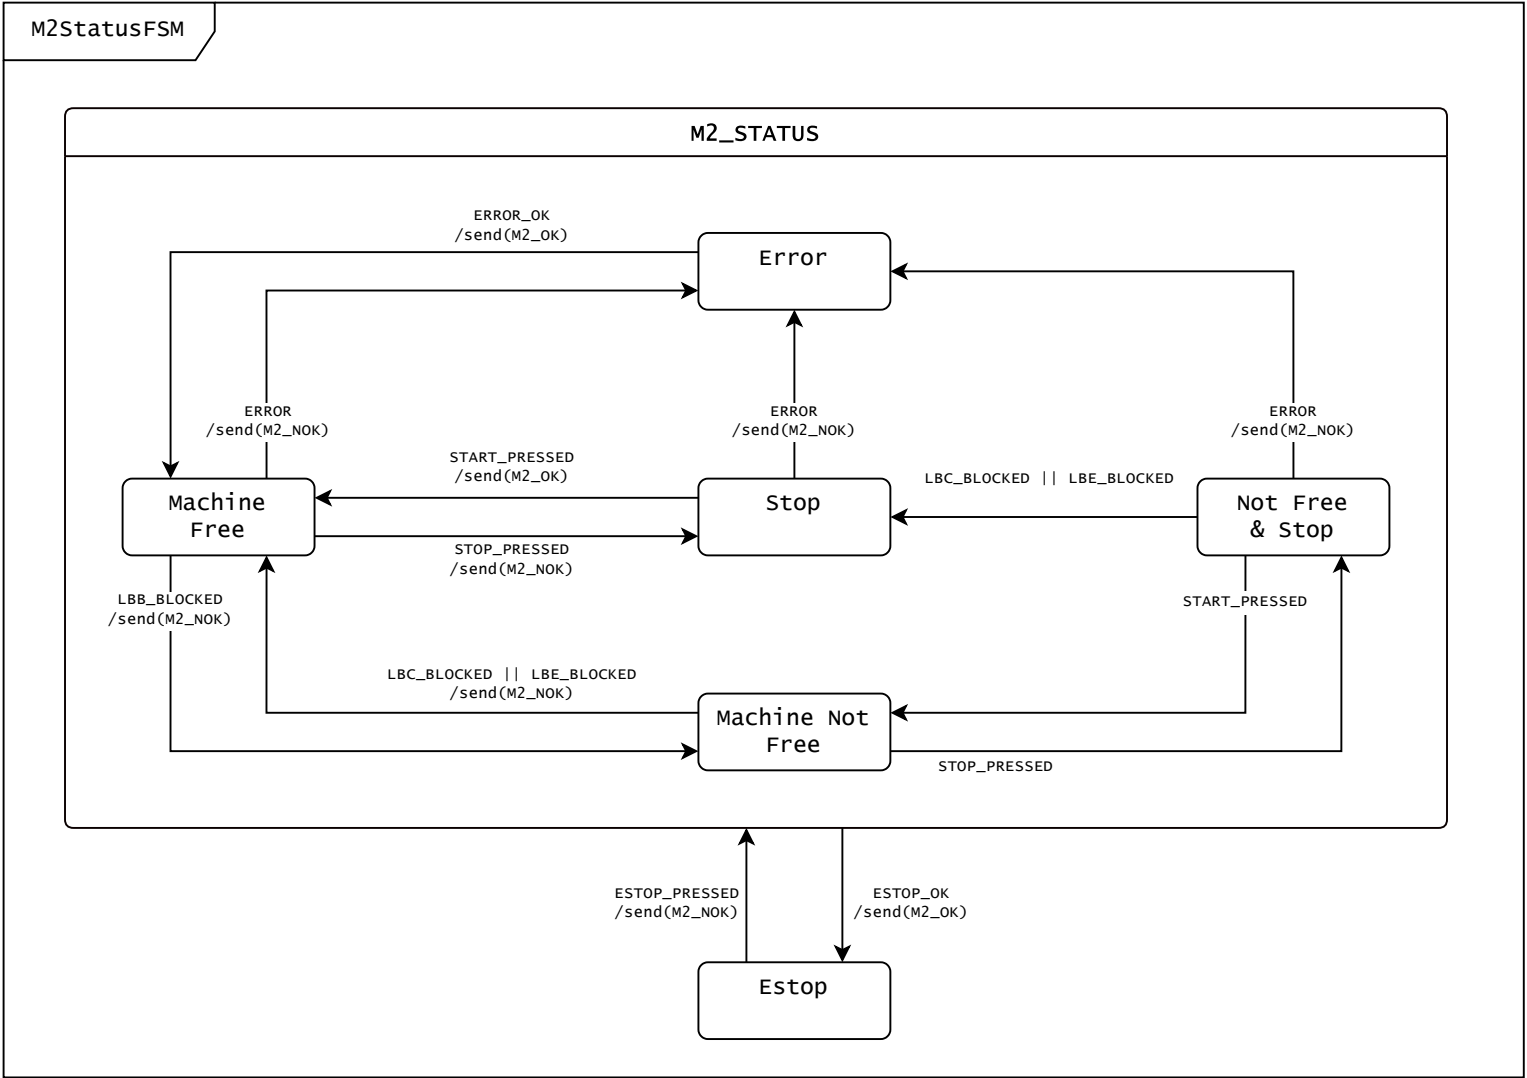 M2StatusFSM
M2_STATUS
ERROR_OK
/send(M2_OK)
Error
ERROR
/send(M2_NOK)
ERROR
/send(M2_NOK)
ERROR
/send(M2_NOK)
START_PRESSED
/send(M2_OK)
LBC_BLOCKED || LBE_BLOCKED
Machine
Free
Stop
Not Free
& Stop
STOP_PRESSED
/send(M2_NOK)
LBB_BLOCKED
/send(M2_NOK)
START_PRESSED
LBC_BLOCKED || LBE_BLOCKED
/send(M2_NOK)
Machine Not
Free
STOP_PRESSED
ESTOP_PRESSED
/send(M2_NOK)
ESTOP_OK
/send(M2_OK)
Estop